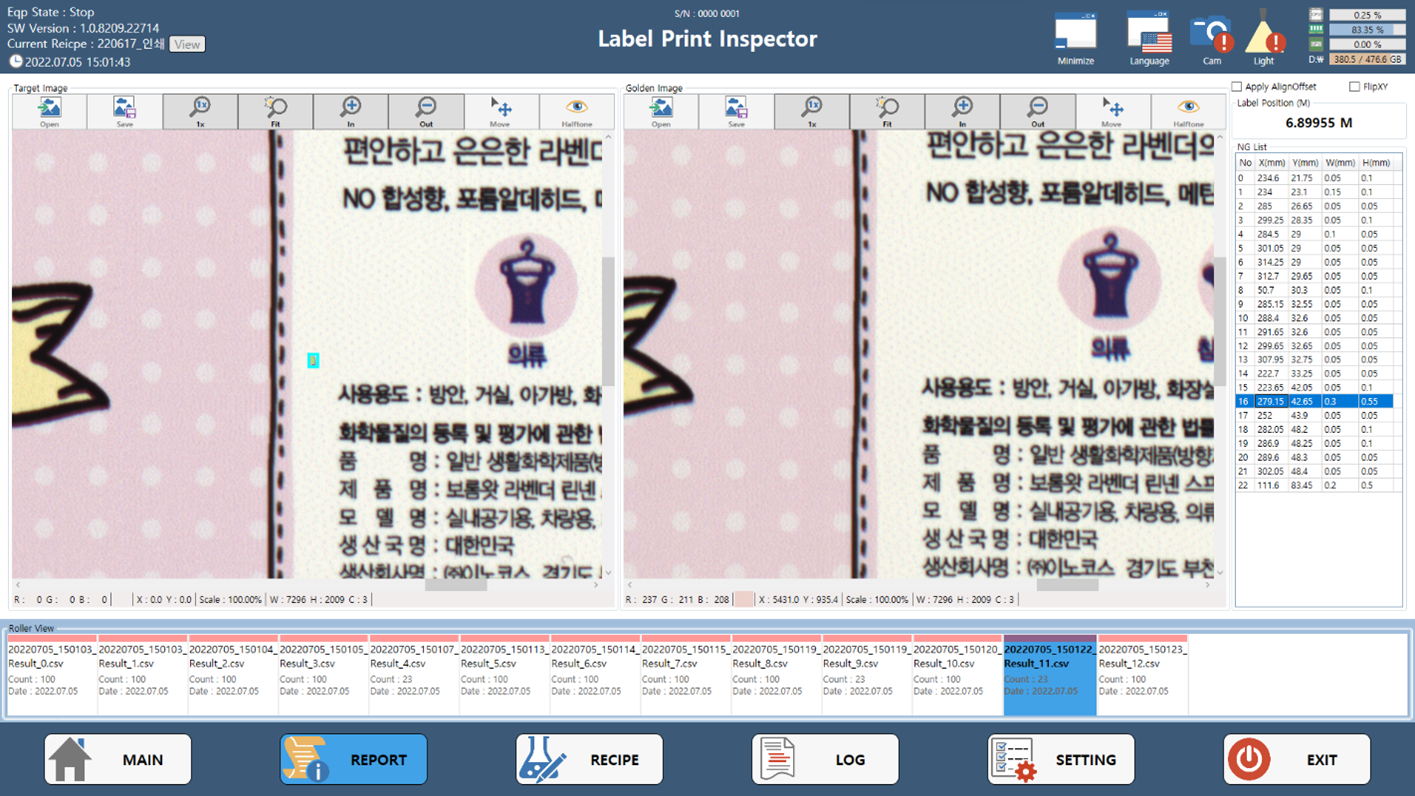 Eqp State : Stop
SW Version : 1.0.8209.22714
Current Reicpe : 220617_인쇄 View
2022.07.05 15:01:43
S/N : 0000 0001
Label Print Inspector
Minimize
Language
Cam
Light
0.25 %
83.35 %
0.00 %
D:₩ 380.5 / 476.6 GB
Target Image
Open Save 1x Fit In Out Move Halftone
편안하고 은은한 라벤더
NO 합성향, 포름알데히드,
의류
사용용도 : 방안, 거실, 아가방, 화
화학물질의 등록 및 평가에 관한
품 명 : 일반 생활화학제품(방
제 품 명 : 보롬왓 라벤더 린넨
모 델 명 : 실내공기용, 차량용,
생 산 국 명 : 대한민국
생산회사명 : ㈜이노코스 경기도
R : 0 G : 0 B : 0 X : 0.0 Y : 0.0 Scale : 100.00% W : 7296 H : 2009 C : 3
Golden Image
Open Save 1x Fit In Out Move Halftone
편안하고 은은한 라벤더으
NO 합성향, 포름알데히드, 메탄
의류
사용용도 : 방안, 거실, 아가방, 화장실
화학물질의 등록 및 평가에 관한 법률
품 명 : 일반 생활화학제품(방향
제 품 명 : 보롬왓 라벤더 린넨 스프
모 델 명 : 실내공기용, 차량용, 의류
생 산 국 명 : 대한민국
생산회사명 : ㈜이노코스 경기도 부천
R : 237 G : 211 B : 208 X : 5431.0 Y : 935.4 Scale : 100.00% W : 7296 H : 2009 C : 3
Apply AlignOffset FlipXY
Label Position (M)
6.89955 M
NG List
No X(mm) Y(mm) W(mm) H(mm)
0 234.6 21.75 0.05 0.1
1 234 23.1 0.15 0.1
2 285 26.65 0.05 0.05
3 299.25 28.35 0.05 0.1
4 284.5 29 0.1 0.05
5 301.05 29 0.05 0.05
6 314.25 29 0.05 0.05
7 312.7 29.65 0.05 0.05
8 50.7 30.3 0.05 0.1
9 285.15 32.55 0.05 0.05
10 288.4 32.6 0.05 0.05
11 291.65 32.6 0.05 0.05
12 299.65 32.65 0.05 0.05
13 307.95 32.75 0.05 0.05
14 222.7 33.25 0.05 0.05
15 223.65 42.05 0.05 0.1
16 279.15 42.65 0.3 0.55
17 252 43.9 0.05 0.05
18 282.05 48.2 0.05 0.1
19 286.9 48.25 0.05 0.1
20 289.6 48.3 0.05 0.05
21 302.05 48.4 0.05 0.05
22 111.6 83.45 0.2 0.5
Roller View
20220705_150103_ 20220705_150103_ 20220705_150104_ 20220705_150105_ 20220705_150107_ 20220705_150113_ 20220705_150114_ 20220705_150115_ 20220705_150119_ 20220705_150119_ 20220705_150120_ 20220705_150122_ 20220705_150123_
Result_0.csv Result_1.csv Result_2.csv Result_3.csv Result_4.csv Result_5.csv Result_6.csv Result_7.csv Result_8.csv Result_9.csv Result_10.csv Result_11.csv Result_12.csv
Count : 100 Count : 100 Count : 100 Count : 100 Count : 23 Count : 100 Count : 100 Count : 100 Count : 100 Count : 23 Count : 100 Count : 23 Count : 100
Date : 2022.07.05 Date : 2022.07.05 Date : 2022.07.05 Date : 2022.07.05 Date : 2022.07.05 Date : 2022.07.05 Date : 2022.07.05 Date : 2022.07.05 Date : 2022.07.05 Date : 2022.07.05 Date : 2022.07.05 Date : 2022.07.05 Date : 2022.07.05
MAIN REPORT RECIPE LOG SETTING EXIT